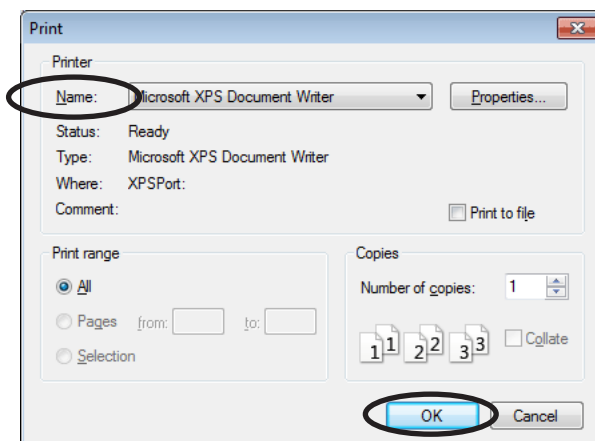 Print
Printer
Name: Microsoft XPS Document Writer Properties...
Status: Ready
Type: Microsoft XPS Document Writer
Where: XPSPort:
Comment: Print to file
Print range
All
Pages from: to:
Selection
Copies
Number of copies: 1
1 1 2 2 3 3 Collate
OK Cancel